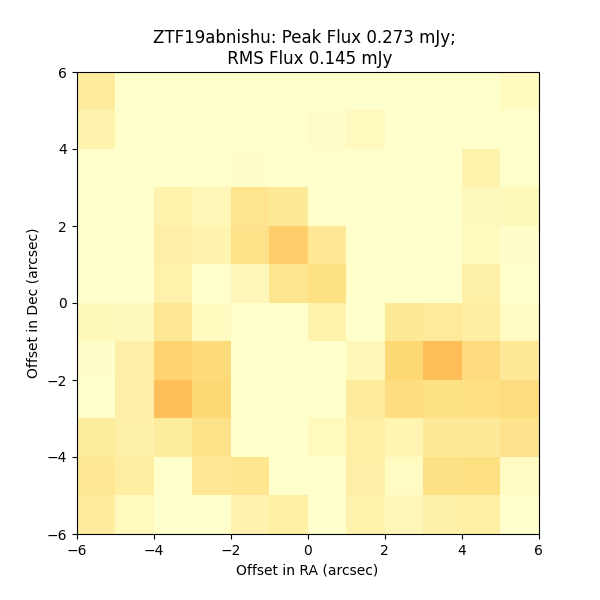 ZTF19abnishu: Peak Flux 0.273 mJy;
RMS Flux 0.145 mJy
6
4
2
0
−2
−4
−6
Offset in Dec (arcsec)
−6 −4 −2 0 2 4 6
Offset in RA (arcsec)